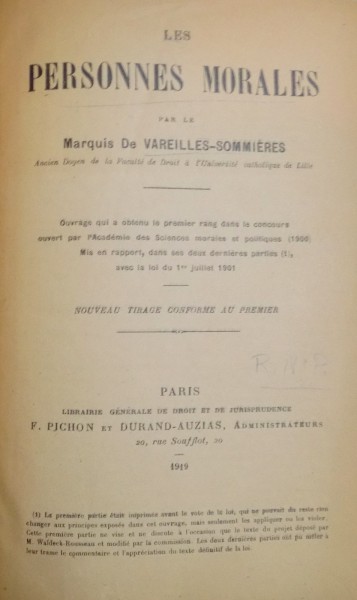 LES
PERSONNES MORALES
PAR LE
Marquis De VAREILLES-SOMMIÈRES
Ancien Doyen de la Faculté de Droit à l'Université catholique de Lille
Ouvrage qui a obtenu le premier rang dans le concours
ouvert par l'Académie des Sciences morales et politiques (1900)
Mis en rapport, dans ses deux dernières parties (1),
avec la loi du 1er juillet 1901
NOUVEAU TIRAGE CONFORME AU PREMIER
PARIS
LIBRAIRIE GÉNÉRALE DE DROIT ET DE JURISPRUDENCE
F. PICHON ET DURAND-AUZIAS, ADMINISTRATEURS
20, rue Soufflot, 20
1919
(1) La première partie était imprimée avant le vote de la loi, qui ne pouvait du reste rien
changer aux principes exposés dans cet ouvrage, mais seulement les appliquer ou les violer.
Cette première partie ne vise et ne discute à l'occasion que le texte du projet déposé par
M. Waldeck-Rousseau et modifié par la commission. Les deux dernières parties ont pu offrir à
leur terme le commentaire et l'appréciation du texte définitif de la loi.